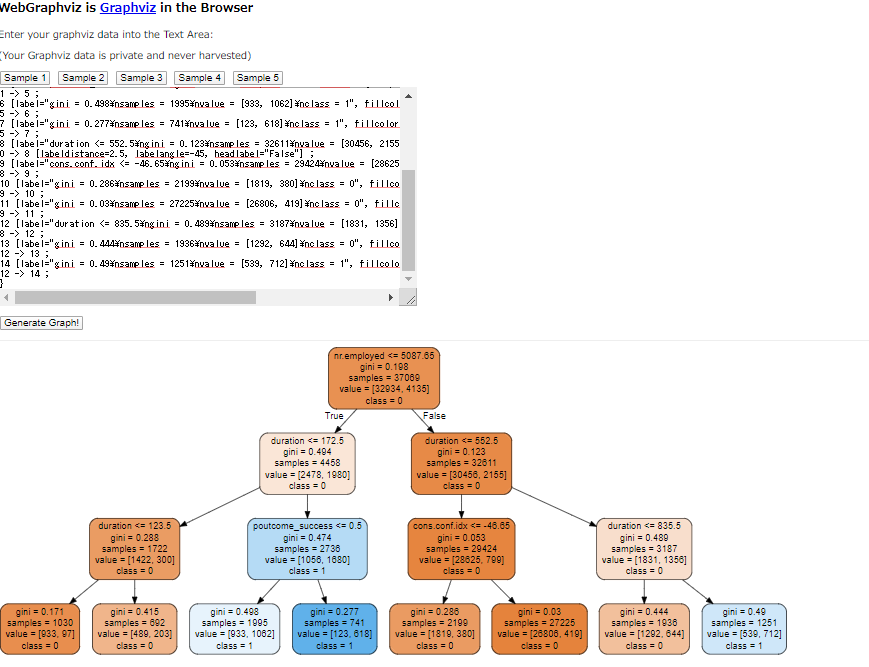 WebGraphviz is Graphviz in the Browser
Enter your graphviz data into the Text Area:
(Your Graphviz data is private and never harvested)
Sample 1 Sample 2 Sample 3 Sample 4 Sample 5
1 -> 5 ;
6 [label="gini = 0.498¥nsamples = 1995¥nvalue = [933, 1062]¥nclass = 1", fillcol
5 -> 6 ;
7 [label="gini = 0.277¥nsamples = 741¥nvalue = [123, 618]¥nclass = 1", fillcolor
5 -> 7 ;
8 [label="duration <= 552.5¥ngini = 0.123¥nsamples = 32611¥nvalue = [30456, 2155
0 -> 8 [labeldistance=2.5, labelangle=-45, headlabel="False"] ;
9 [label="cons.conf.idx <= -46.65¥ngini = 0.053¥nsamples = 29424¥nvalue = [28625
8 -> 9 ;
10 [label="gini = 0.286¥nsamples = 2199¥nvalue = [1819, 380]¥nclass = 0", fillco
9 -> 10 ;
11 [label="gini = 0.03¥nsamples = 27225¥nvalue = [26806, 419]¥nclass = 0", fillc
9 -> 11 ;
12 [label="duration <= 835.5¥ngini = 0.489¥nsamples = 3187¥nvalue = [1831, 1356]
8 -> 12 ;
13 [label="gini = 0.444¥nsamples = 1936¥nvalue = [1292, 644]¥nclass = 0", fillco
12 -> 13 ;
14 [label="gini = 0.49¥nsamples = 1251¥nvalue = [539, 712]¥nclass = 1", fillcolo
12 -> 14 ;
}
Generate Graph!
nr.employed <= 5087.65
gini = 0.198
samples = 37069
value = [32934, 4135]
class = 0
True
False
duration <= 172.5
gini = 0.494
samples = 4458
value = [2478, 1980]
class = 0
duration <= 552.5
gini = 0.123
samples = 32611
value = [30456, 2155]
class = 0
duration <= 123.5
gini = 0.288
samples = 1722
value = [1422, 300]
class = 0
poutcome_success <= 0.5
gini = 0.474
samples = 2736
value = [1056, 1680]
class = 1
cons.conf.idx <= -46.65
gini = 0.053
samples = 29424
value = [28625, 799]
class = 0
duration <= 835.5
gini = 0.489
samples = 3187
value = [1831, 1356]
class = 0
gini = 0.171
samples = 1030
value = [933, 97]
class = 0
gini = 0.415
samples = 692
value = [489, 203]
class = 0
gini = 0.498
samples = 1995
value = [933, 1062]
class = 1
gini = 0.277
samples = 741
value = [123, 618]
class = 1
gini = 0.286
samples = 2199
value = [1819, 380]
class = 0
gini = 0.03
samples = 27225
value = [26806, 419]
class = 0
gini = 0.444
samples = 1936
value = [1292, 644]
class = 0
gini = 0.49
samples = 1251
value = [539, 712]
class = 1